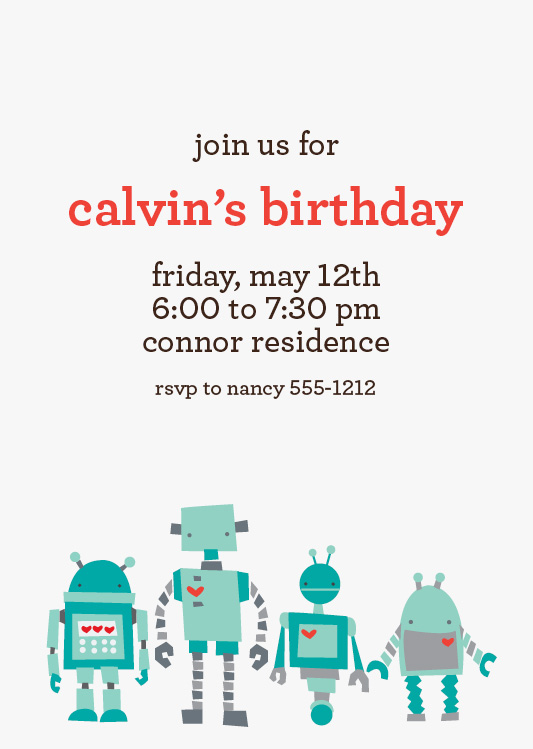 join us for
calvin's birthday
friday, may 12th
6:00 to 7:30 pm
connor residence
rsvp to nancy 555-1212